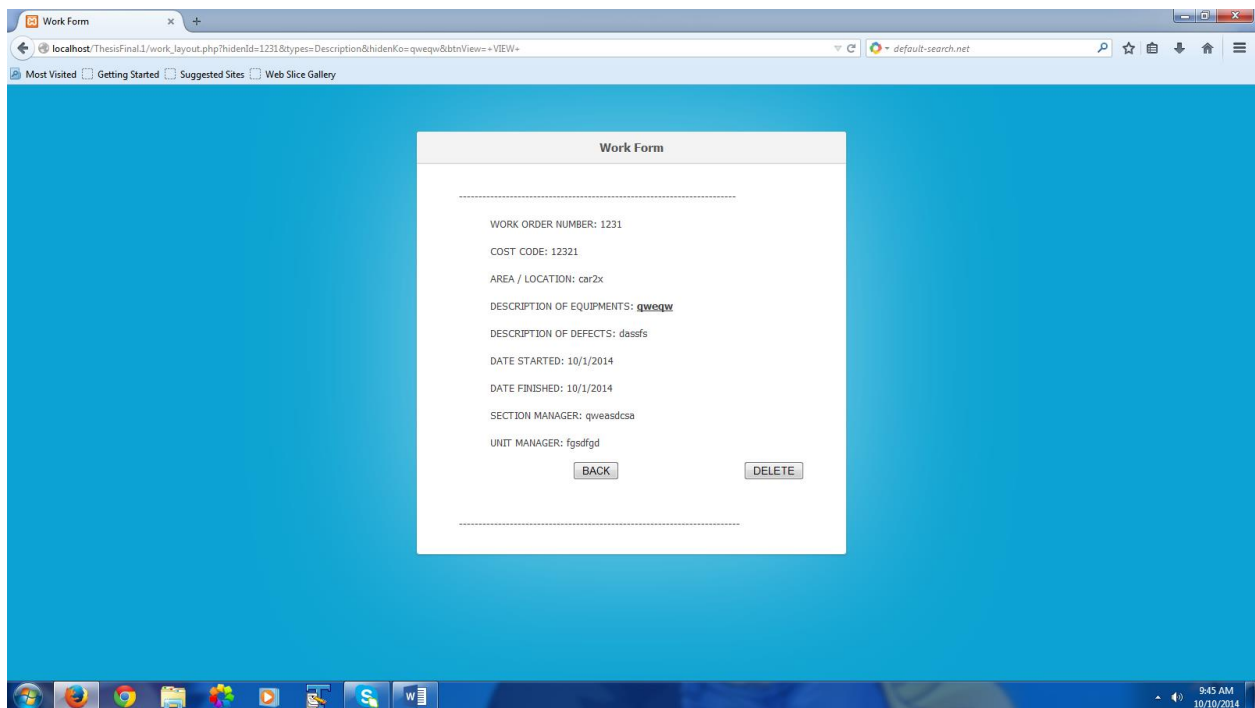 Work Form
localhost/ThesisFinal.1/work_layout.php?hidenId=1231&types=Description&hidenKo=qweqw&btnView=+VIEW+
default-search.net
Most Visited Getting Started Suggested Sites Web Slice Gallery
Work Form
-----------------------------------------------------------------------
WORK ORDER NUMBER: 1231
COST CODE: 12321
AREA / LOCATION: car2x
DESCRIPTION OF EQUIPMENTS: qweqw
DESCRIPTION OF DEFECTS: dassfs
DATE STARTED: 10/1/2014
DATE FINISHED: 10/1/2014
SECTION MANAGER: qweasdcsa
UNIT MANAGER: fgsdfgd
BACK DELETE
------------------------------------------------------------------------
9:45 AM
10/10/2014